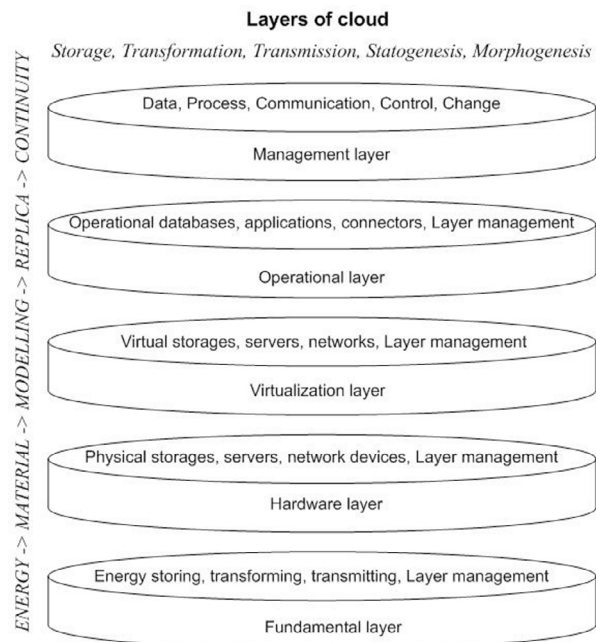 Layers of cloud
Storage, Transformation, Transmission, Statogenesis, Morphogenesis
ENERGY -> MATERIAL -> MODELLING -> REPLICA -> CONTINUITY
Data, Process, Communication, Control, Change
Management layer
Operational databases, applications, connectors, Layer management
Operational layer
Virtual storages, servers, networks, Layer management
Virtualization layer
Physical storages, servers, network devices, Layer management
Hardware layer
Energy storing, transforming, transmitting, Layer management
Fundamental layer